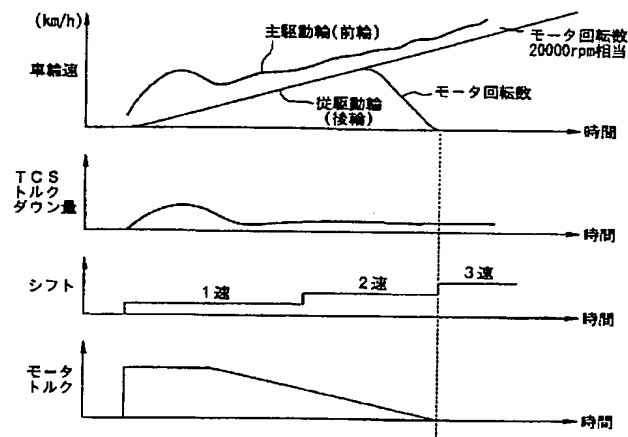 (km/h)
車輪速
主駆動輪(前輪)
モータ回転数
20000rpm相当
モータ回転数
従駆動輪
(後輪)
時間
TCS
トルク
ダウン量
時間
シフト
1速
2速
3速
時間
モータ
トルク
時間